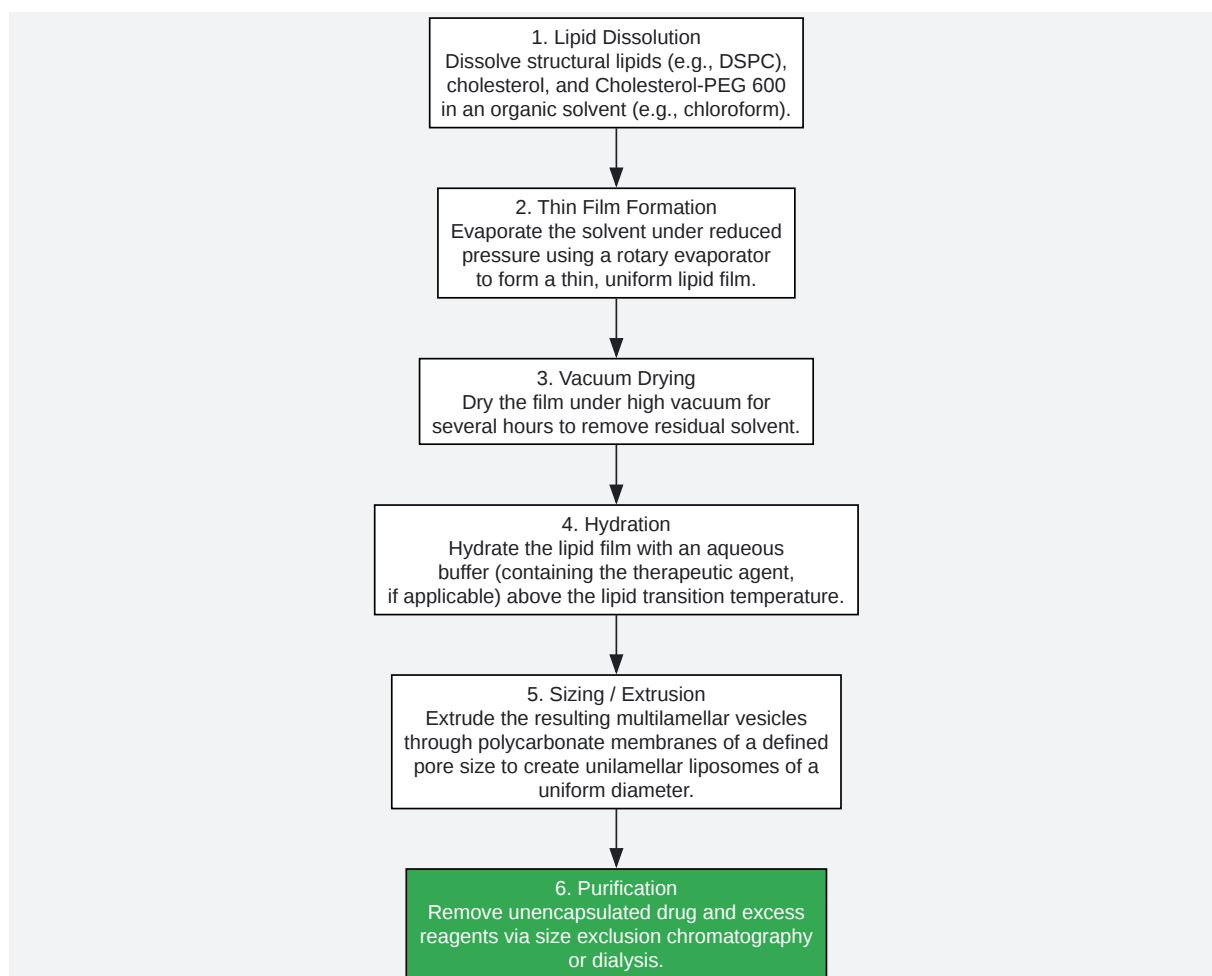 1. Lipid Dissolution
Dissolve structural lipids (e.g., DSPC),
cholesterol, and Cholesterol-PEG 600
in an organic solvent (e.g., chloroform).
2. Thin Film Formation
Evaporate the solvent under reduced
pressure using a rotary evaporator
to form a thin, uniform lipid film.
3. Vacuum Drying
Dry the film under high vacuum for
several hours to remove residual solvent.
4. Hydration
Hydrate the lipid film with an aqueous
buffer (containing the therapeutic agent,
if applicable) above the lipid transition temperature.
5. Sizing / Extrusion
Extrude the resulting multilamellar vesicles
through polycarbonate membranes of a defined
pore size to create unilamellar liposomes of a
uniform diameter.
6. Purification
Remove unencapsulated drug and excess
reagents via size exclusion chromatography
or dialysis.